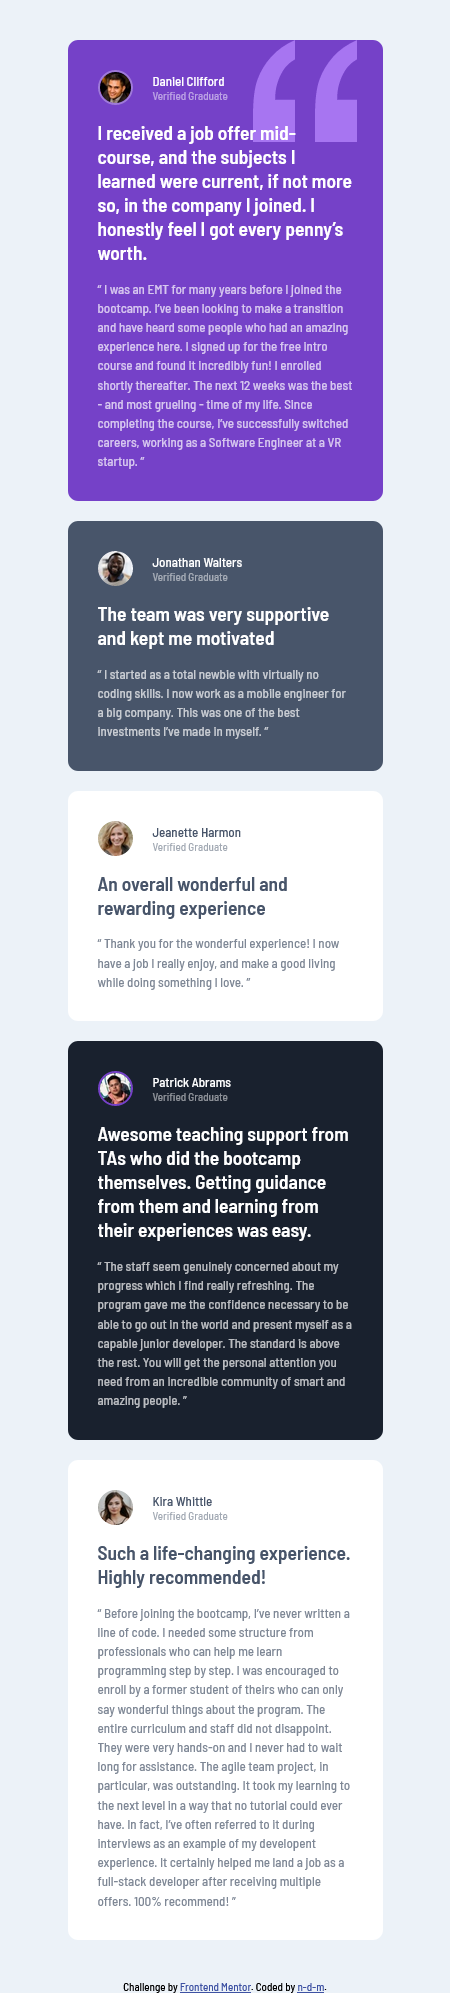 Daniel Clifford
Verified Graduate
I received a job offer mid-
course, and the subjects I
learned were current, if not more
so, in the company I joined. I
honestly feel I got every penny’s
worth.
“ I was an EMT for many years before I joined the
bootcamp. I’ve been looking to make a transition
and have heard some people who had an amazing
experience here. I signed up for the free intro
course and found it incredibly fun! I enrolled
shortly thereafter. The next 12 weeks was the best
- and most grueling - time of my life. Since
completing the course, I’ve successfully switched
careers, working as a Software Engineer at a VR
startup. ”
Jonathan Walters
Verified Graduate
The team was very supportive
and kept me motivated
“ I started as a total newbie with virtually no
coding skills. I now work as a mobile engineer for
a big company. This was one of the best
investments I’ve made in myself. ”
Jeanette Harmon
Verified Graduate
An overall wonderful and
rewarding experience
“ Thank you for the wonderful experience! I now
have a job I really enjoy, and make a good living
while doing something I love. ”
Patrick Abrams
Verified Graduate
Awesome teaching support from
TAs who did the bootcamp
themselves. Getting guidance
from them and learning from
their experiences was easy.
“ The staff seem genuinely concerned about my
progress which I find really refreshing. The
program gave me the confidence necessary to be
able to go out in the world and present myself as a
capable junior developer. The standard is above
the rest. You will get the personal attention you
need from an incredible community of smart and
amazing people. ”
Kira Whittle
Verified Graduate
Such a life-changing experience.
Highly recommended!
“ Before joining the bootcamp, I’ve never written a
line of code. I needed some structure from
professionals who can help me learn
programming step by step. I was encouraged to
enroll by a former student of theirs who can only
say wonderful things about the program. The
entire curriculum and staff did not disappoint.
They were very hands-on and I never had to wait
long for assistance. The agile team project, in
particular, was outstanding. It took my learning to
the next level in a way that no tutorial could ever
have. In fact, I’ve often referred to it during
interviews as an example of my developent
experience. It certainly helped me land a job as a
full-stack developer after receiving multiple
offers. 100% recommend! ”
Challenge by Frontend Mentor. Coded by n-d-m.